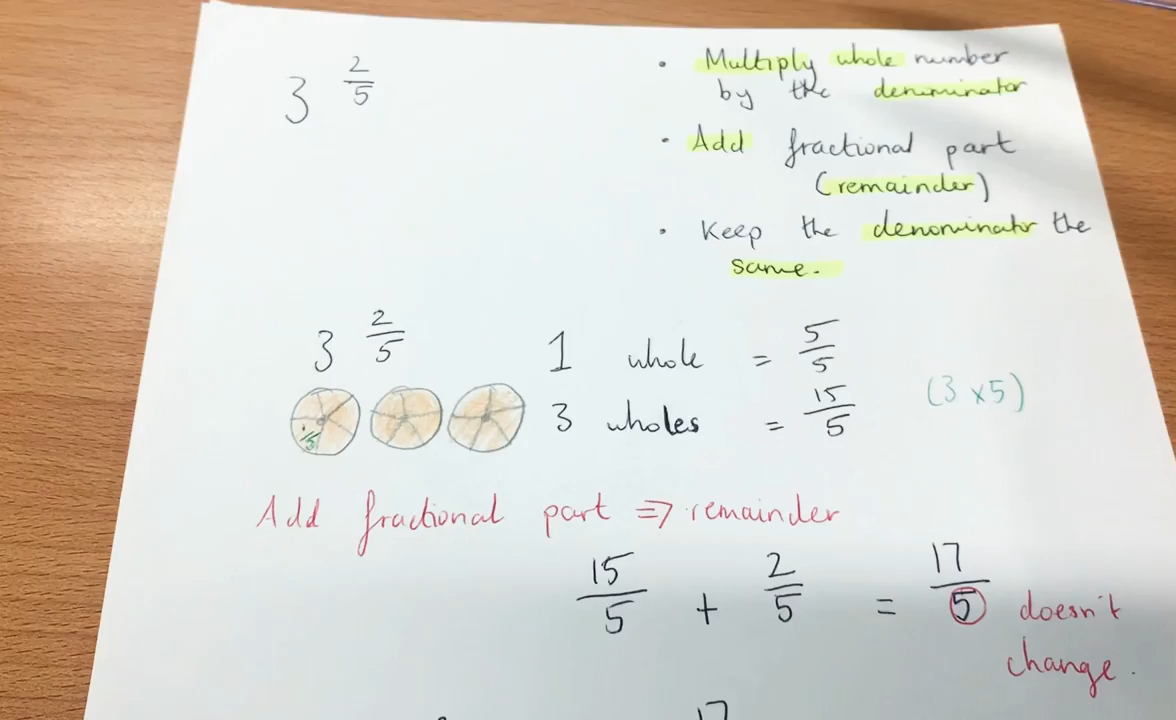 3 2/5
• Multiply whole number
by the denominator
• Add fractional part
(remainder)
• Keep the denominator the
same.
3 2/5
1 whole = 5/5
3 wholes = 15/5 (3 x 5)
1/5
Add fractional part => remainder
15/5 + 2/5 = 17/5 doesn't
change.
17